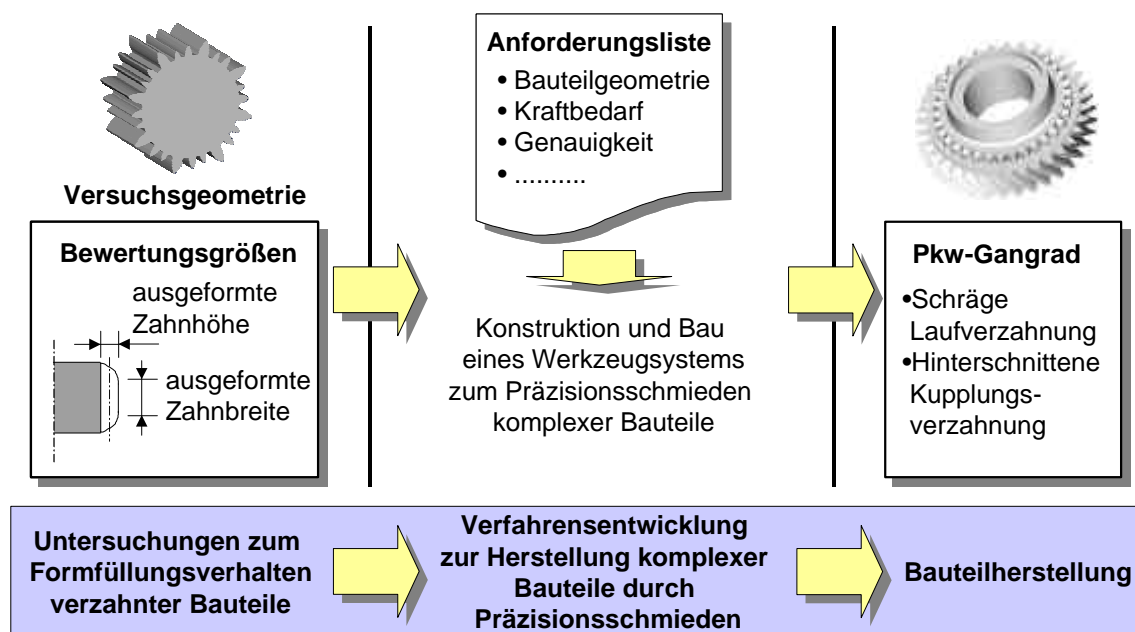 Versuchsgeometrie
Bewertungsgrößen
ausgeformte
Zahnhöhe
ausgeformte
Zahnbreite
Anforderungsliste
• Bauteilgeometrie
• Kraftbedarf
• Genauigkeit
• ..........
Konstruktion und Bau
eines Werkzeugsystems
zum Präzisionsschmieden
komplexer Bauteile
Pkw-Gangrad
•Schräge
Laufverzahnung
•Hinterschnittene
Kupplungs-
verzahnung
Untersuchungen zum
Formfüllungsverhalten
verzahnter Bauteile
Verfahrensentwicklung
zur Herstellung komplexer
Bauteile durch
Präzisionsschmieden
Bauteilherstellung